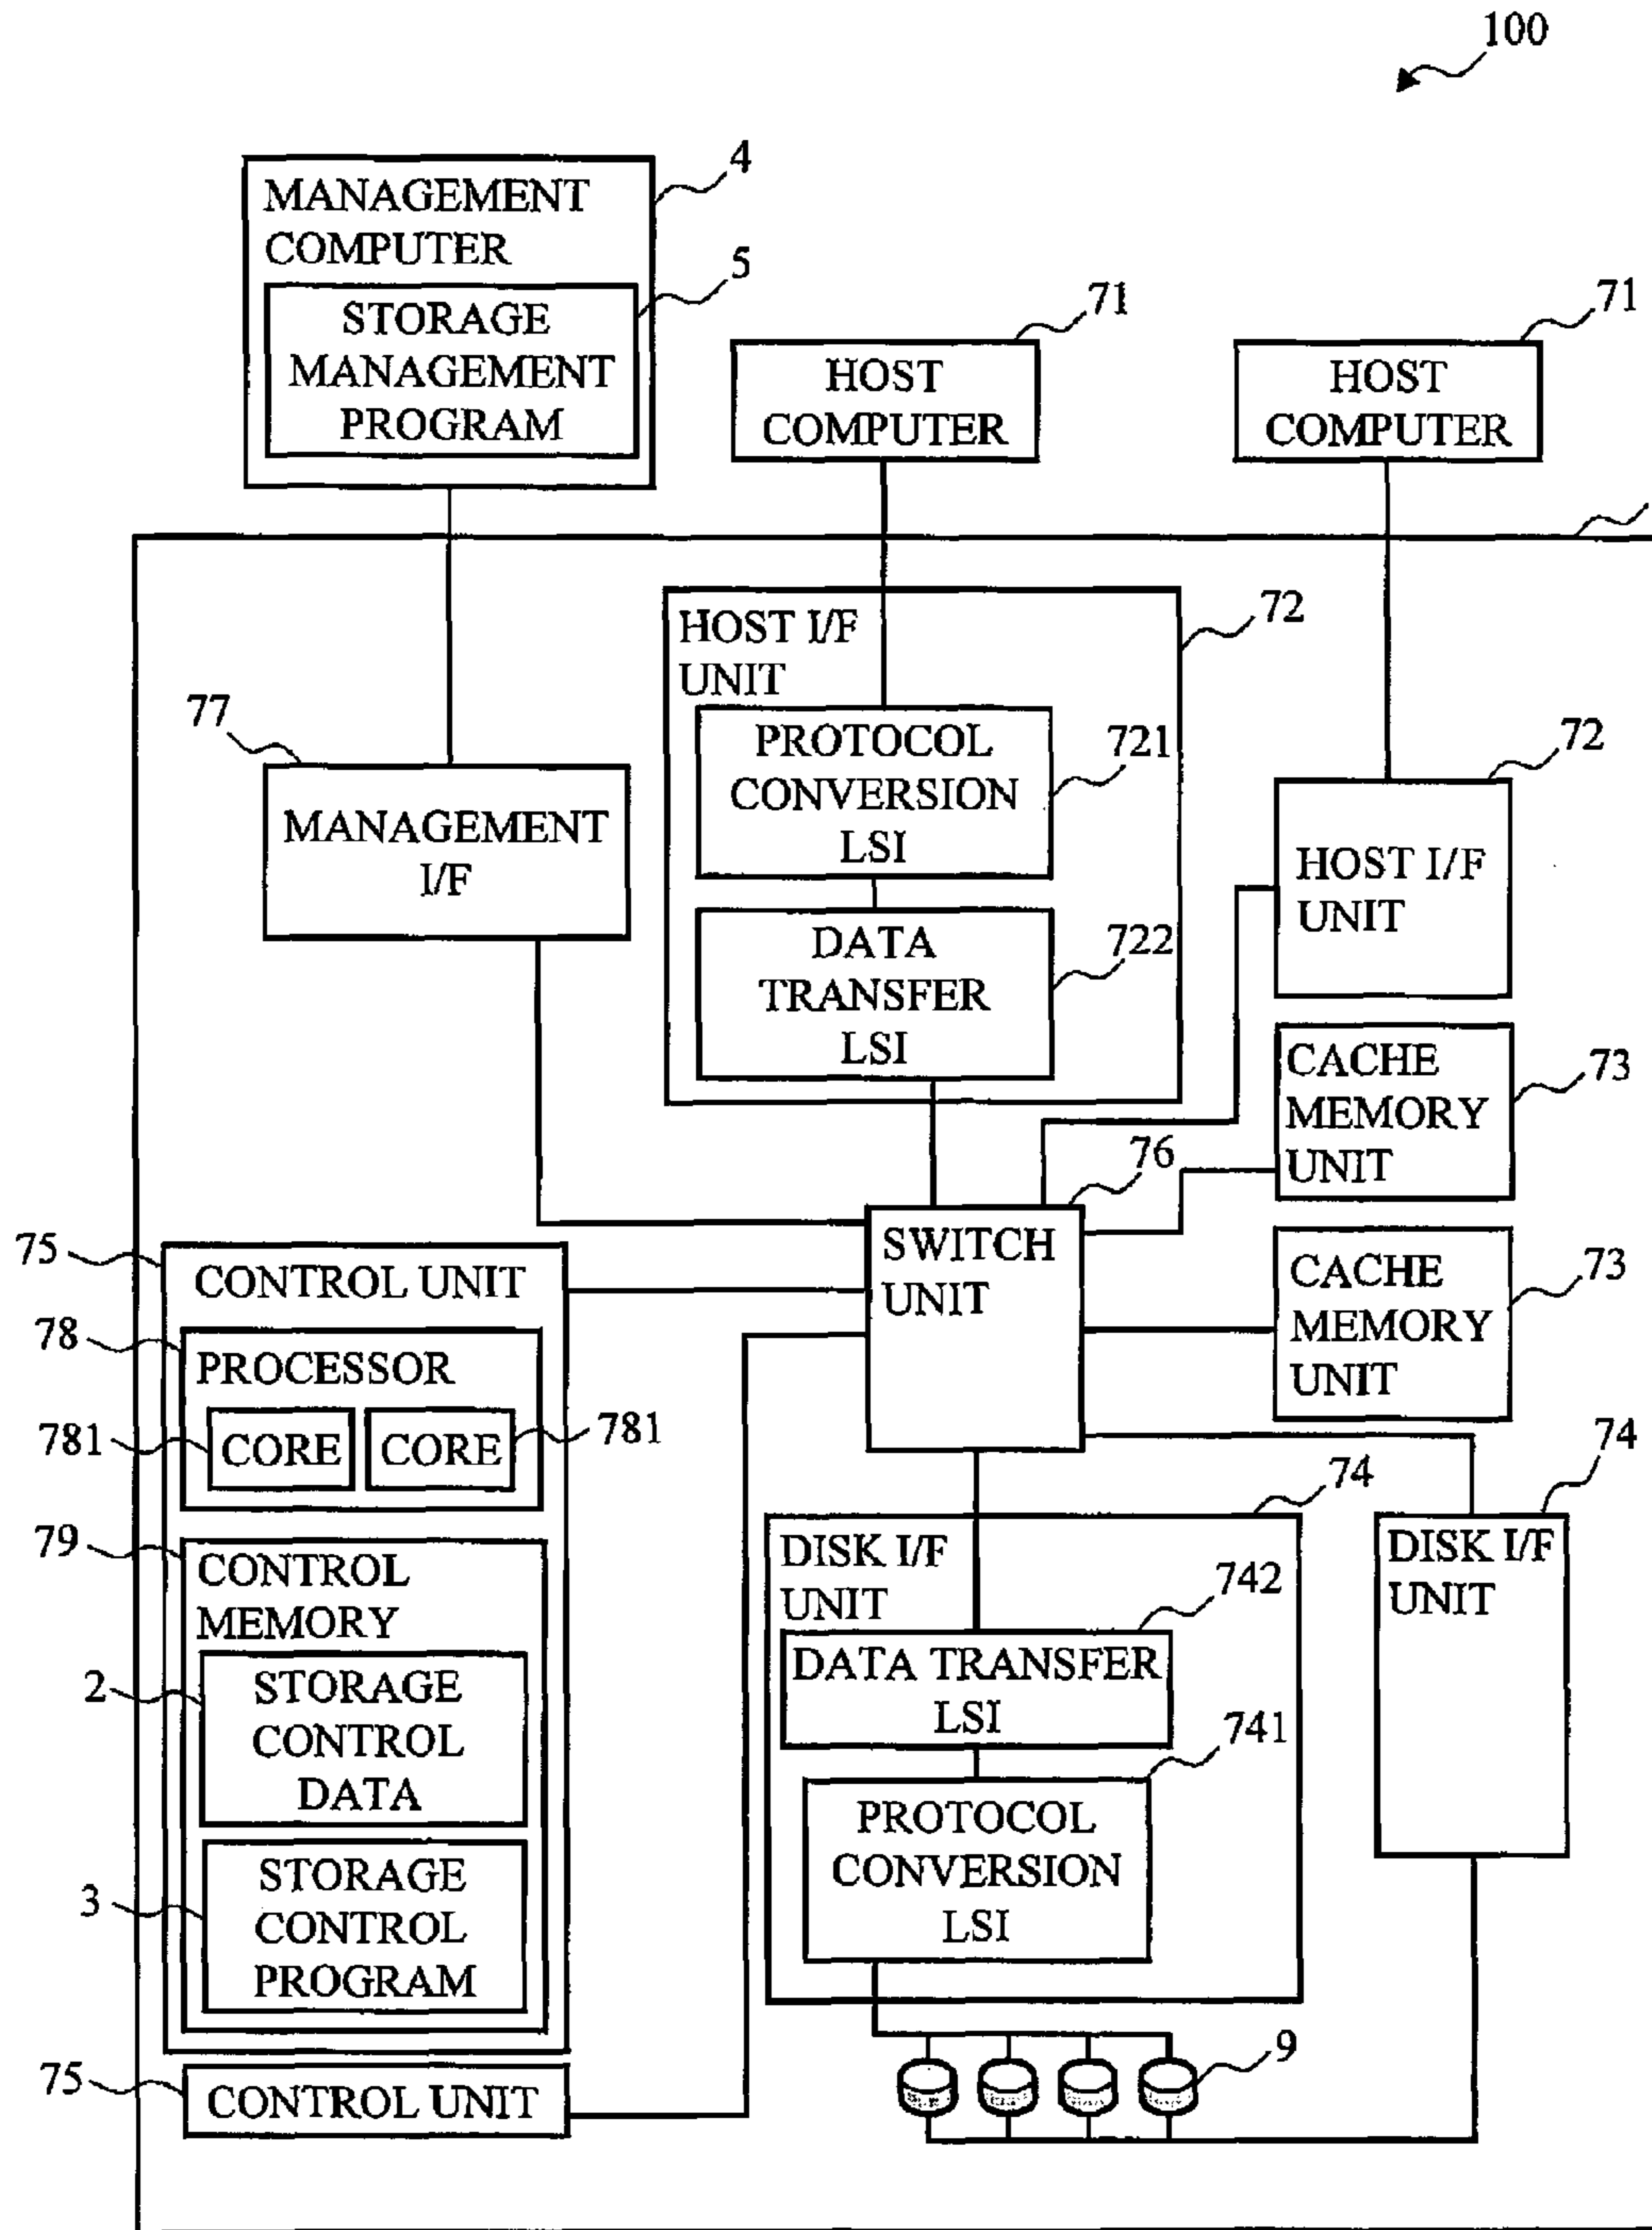 100
4
MANAGEMENT
COMPUTER
5
STORAGE
MANAGEMENT
PROGRAM
71
HOST
COMPUTER
71
HOST
COMPUTER
72
HOST I/F
UNIT
721
PROTOCOL
CONVERSION
LSI
722
DATA
TRANSFER
LSI
77
MANAGEMENT
I/F
72
HOST I/F
UNIT
73
CACHE
MEMORY
UNIT
76
SWITCH
UNIT
73
CACHE
MEMORY
UNIT
75
CONTROL UNIT
78
PROCESSOR
781
CORE
CORE
781
79
CONTROL
MEMORY
2
STORAGE
CONTROL
DATA
3
STORAGE
CONTROL
PROGRAM
75
CONTROL UNIT
74
DISK I/F
UNIT
742
DATA TRANSFER
LSI
741
PROTOCOL
CONVERSION
LSI
74
DISK I/F
UNIT
9